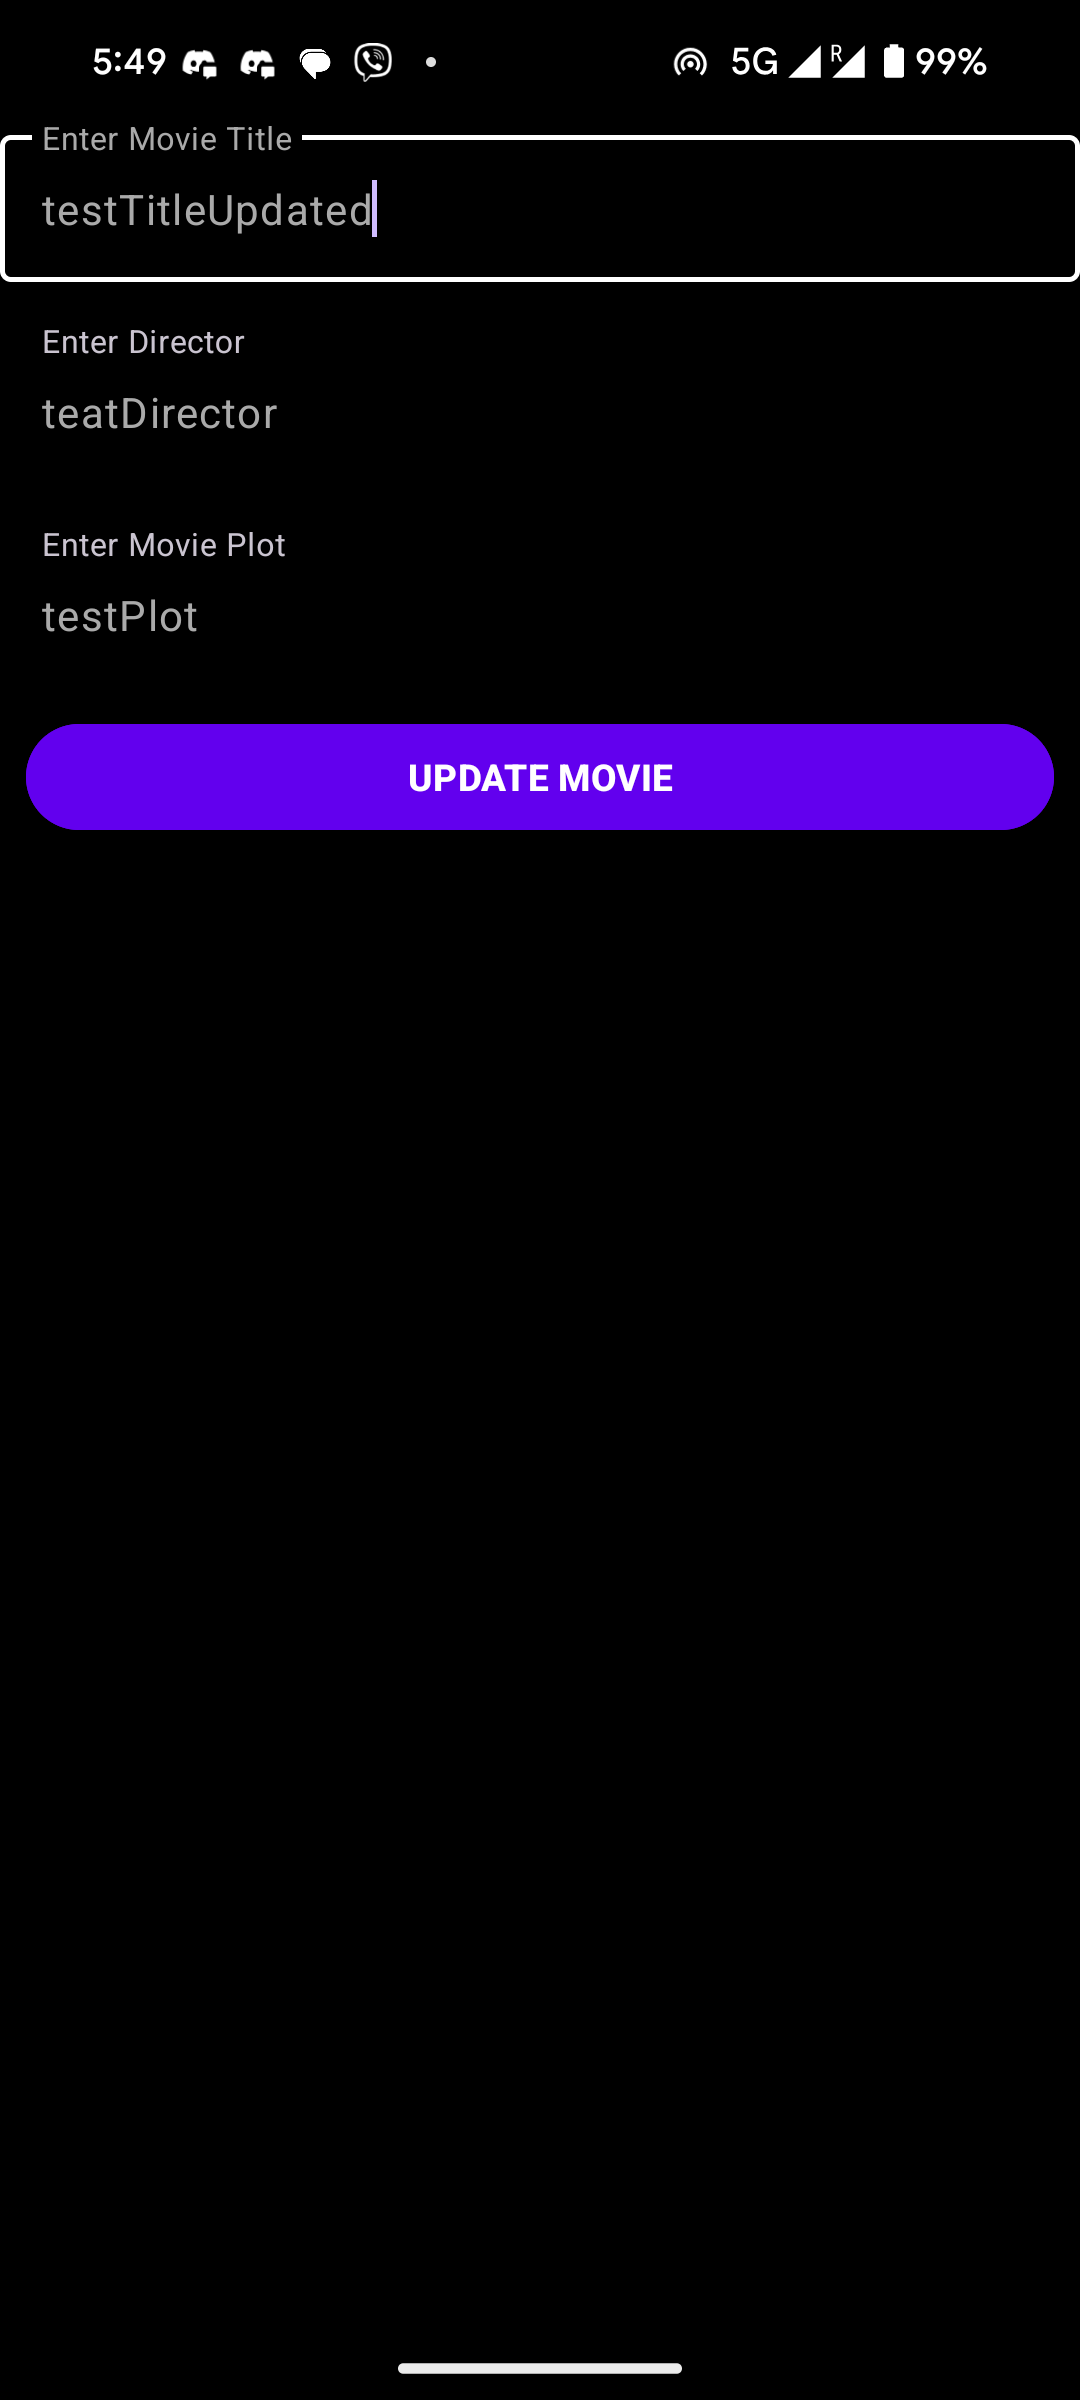 5:49 5G R 99%
Enter Movie Title
testTitleUpdated
Enter Director
teatDirector
Enter Movie Plot
testPlot
UPDATE MOVIE